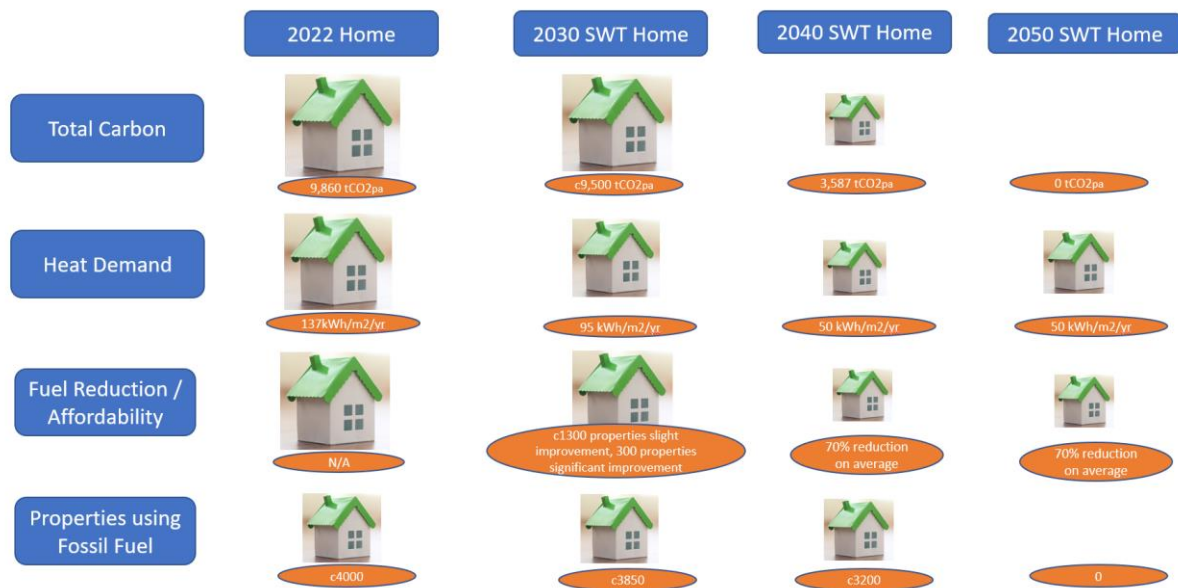 2022 Home
2030 SWT Home
2040 SWT Home
2050 SWT Home
Total Carbon
9,860 tCO2pa
c9,500 tCO2pa
3,587 tCO2pa
0 tCO2pa
Heat Demand
137kWh/m2/yr
95 kWh/m2/yr
50 kWh/m2/yr
50 kWh/m2/yr
Fuel Reduction /
Affordability
N/A
c1300 properties slight
improvement, 300 properties
significant improvement
70% reduction
on average
70% reduction
on average
Properties using
Fossil Fuel
c4000
c3850
c3200
0